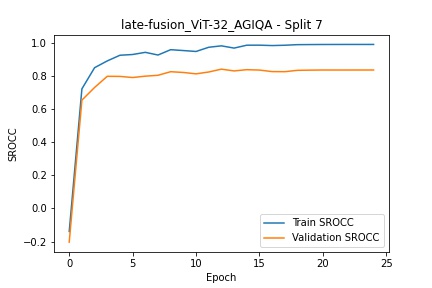 late-fusion_ViT-32_AGIQA - Split 7
SROCC
1.0
0.8
0.6
0.4
0.2
0.0
−0.2
0
5
10
15
20
25
Epoch
Train SROCC
Validation SROCC